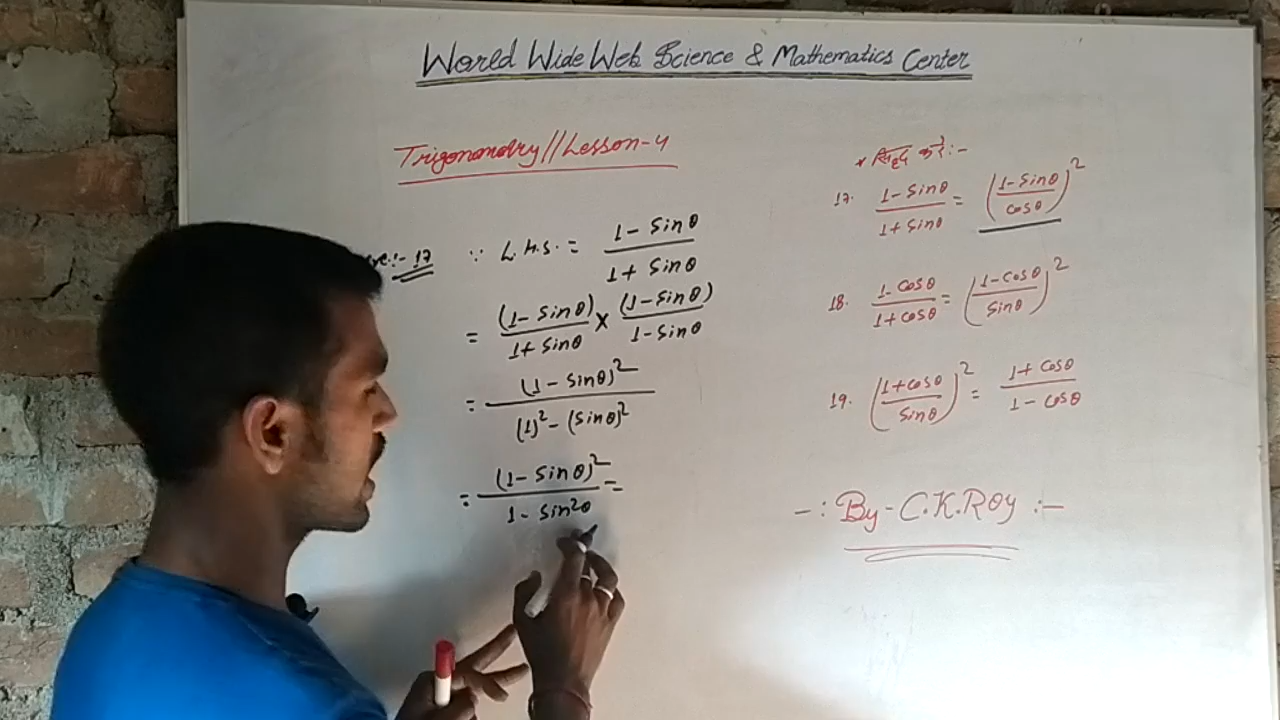 World Wide Web Science & Mathematics Center
Trigonometry//Lesson-4
:- 17
∵ L.H.S. = (1 - Sinθ)/(1 + Sinθ)
= (1 - Sinθ)/(1 + Sinθ) × (1 - Sinθ)/(1 - Sinθ)
= (1 - Sinθ)²/((1)² - (Sinθ)²)
= (1 - Sinθ)²/(1 - Sin²θ) =
* सिद्ध करें:-
17. (1 - Sinθ)/(1 + Sinθ) = ((1 - Sinθ)/Cosθ)²
18. (1 - Cosθ)/(1 + Cosθ) = ((1 - Cosθ)/Sinθ)²
19. ((1 + Cosθ)/Sinθ)² = (1 + Cosθ)/(1 - Cosθ)
-: By - C.K.Roy :-